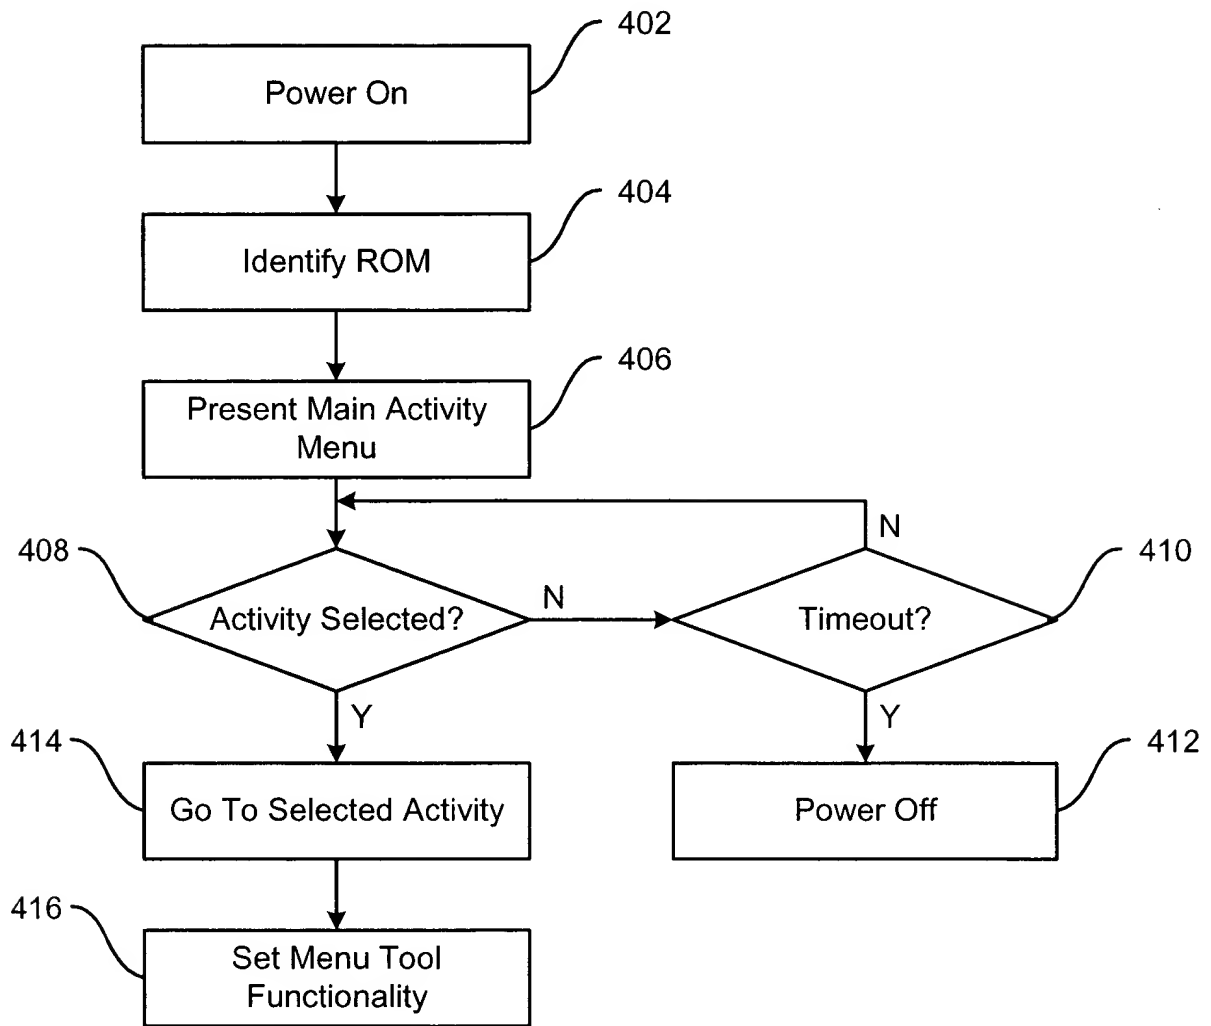 402
Power On
404
Identify ROM
406
Present Main Activity
Menu
N
408
410
Activity Selected?
N
Timeout?
Y
Y
414
412
Go To Selected Activity
Power Off
416
Set Menu Tool
Functionality